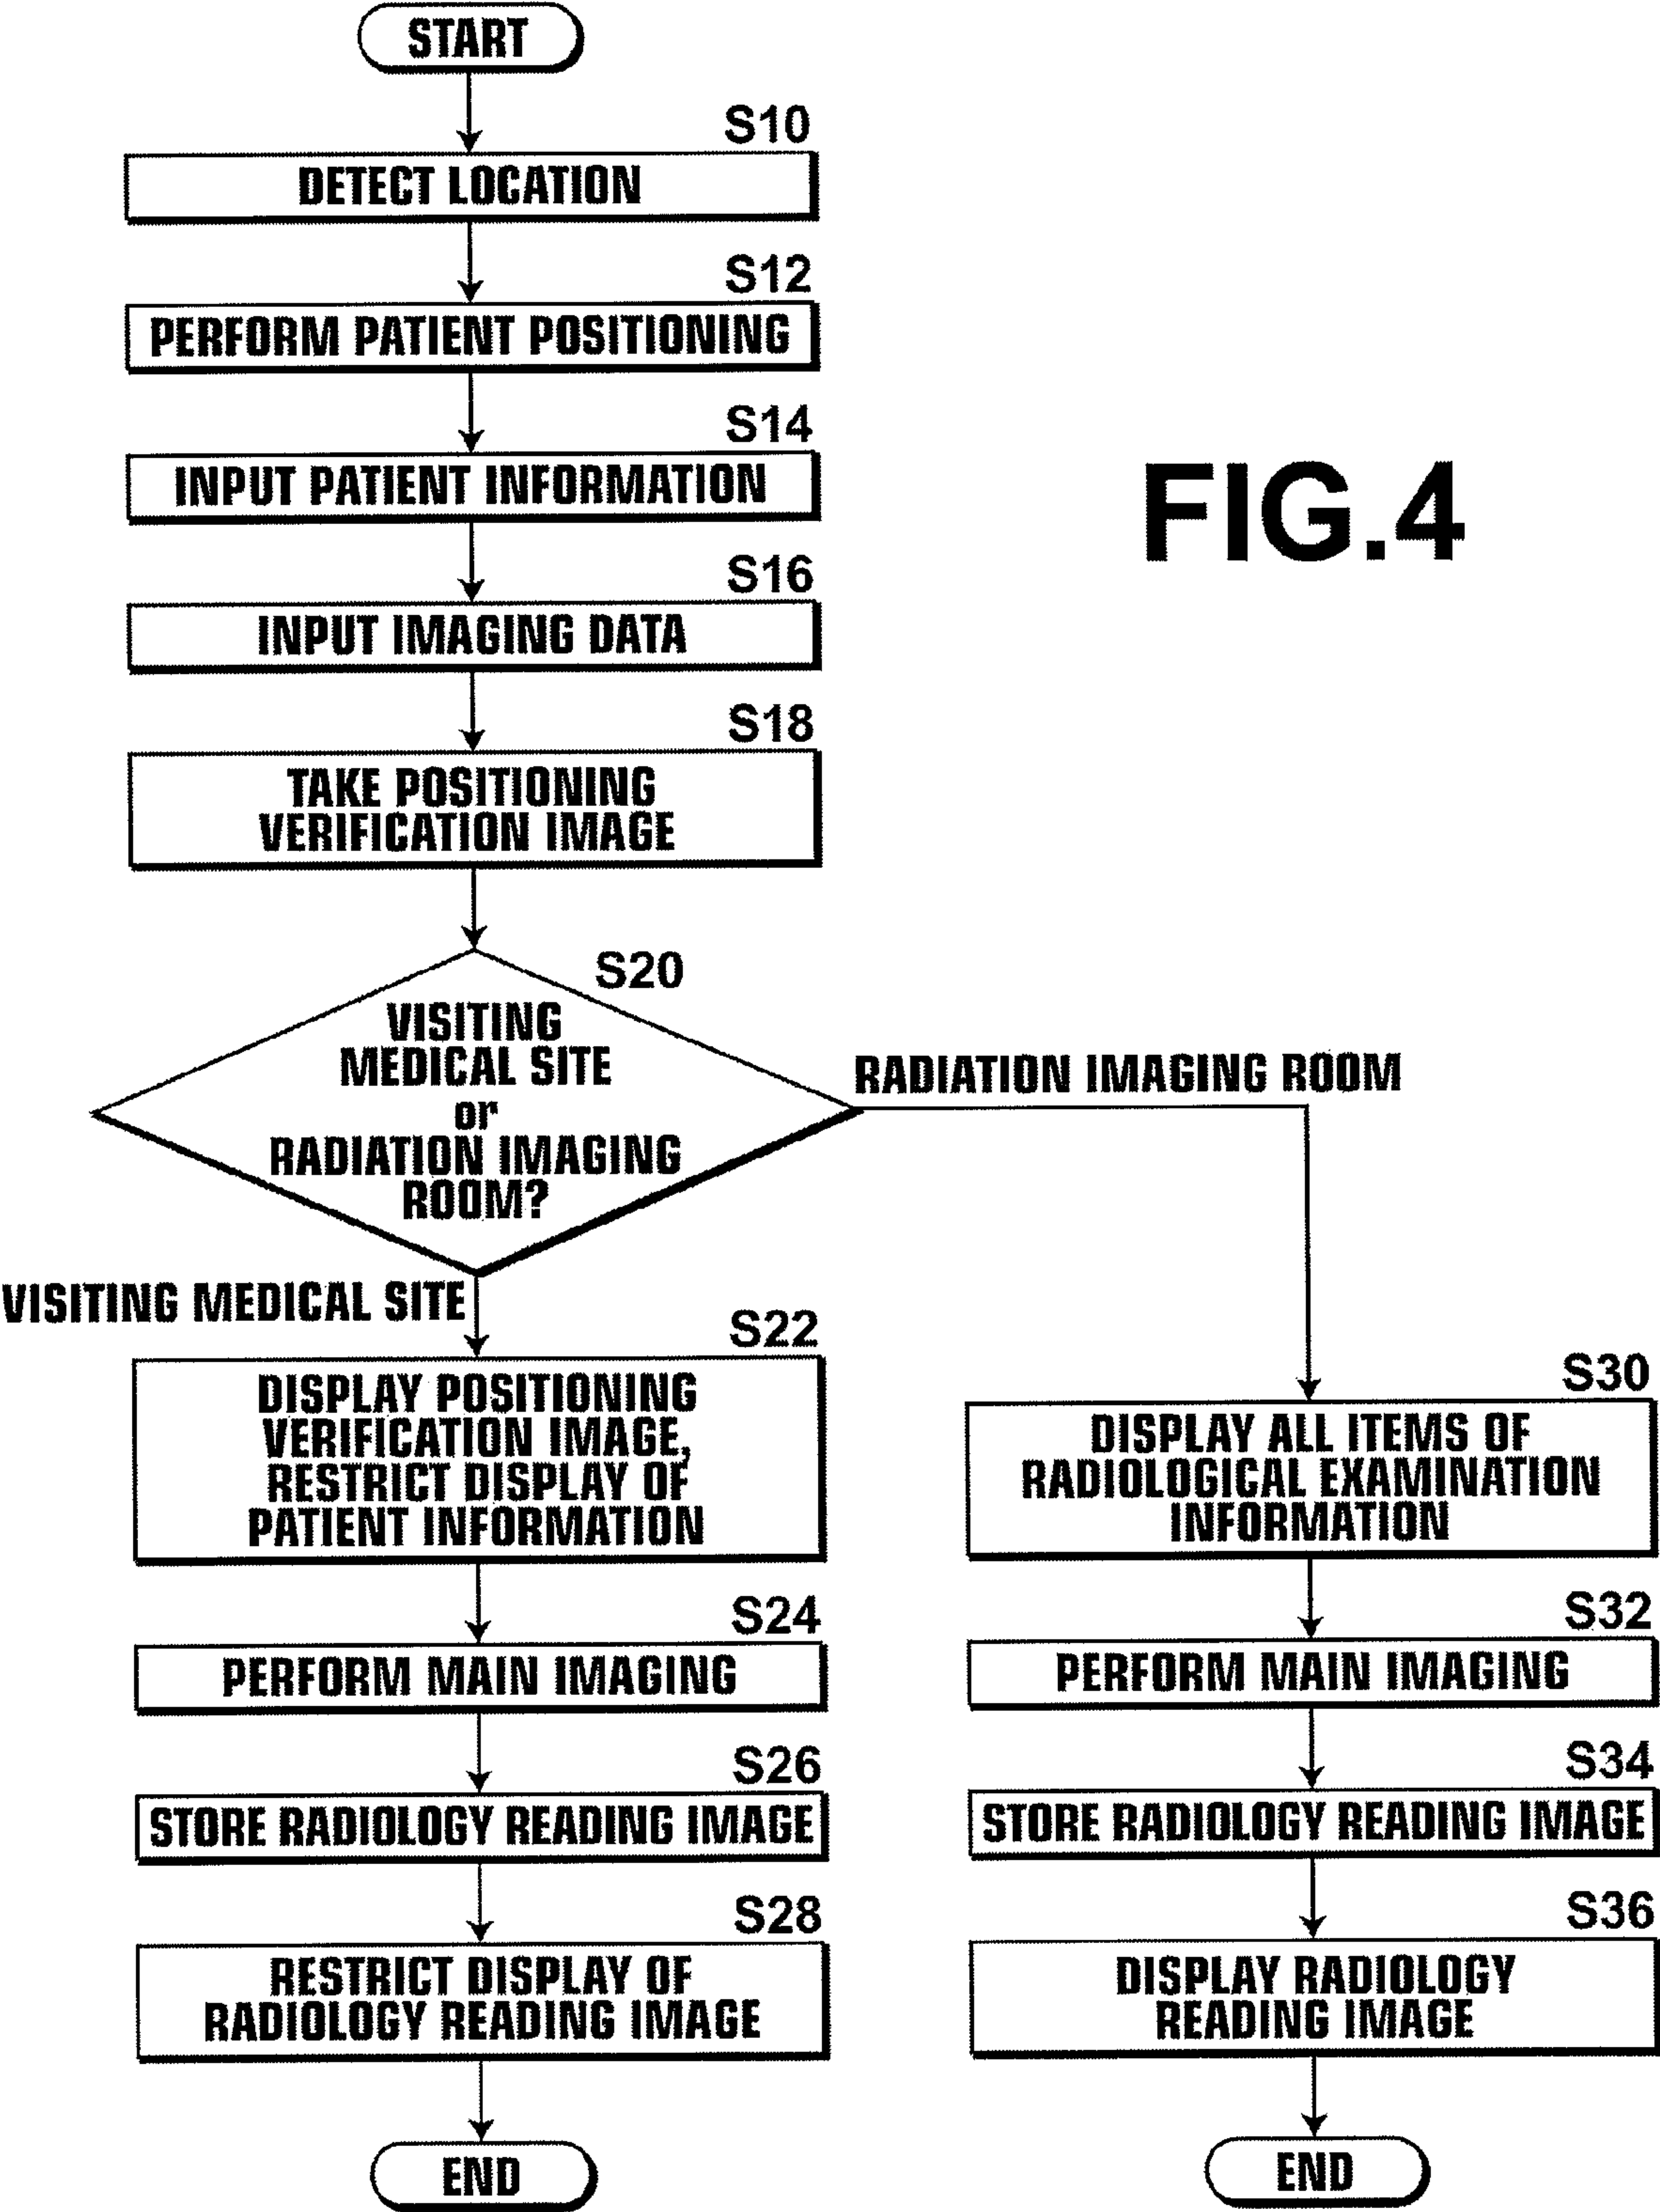 START
S10
DETECT LOCATION
S12
PERFORM PATIENT POSITIONING
S14
INPUT PATIENT INFORMATION
FIG.4
S16
INPUT IMAGING DATA
S18
TAKE POSITIONING
VERIFICATION IMAGE
S20
VISITING
MEDICAL SITE
or
RADIATION IMAGING
ROOM?
RADIATION IMAGING ROOM
VISITING MEDICAL SITE
S22
DISPLAY POSITIONING
VERIFICATION IMAGE,
RESTRICT DISPLAY OF
PATIENT INFORMATION
S24
PERFORM MAIN IMAGING
S26
STORE RADIOLOGY READING IMAGE
S28
RESTRICT DISPLAY OF
RADIOLOGY READING IMAGE
END
S30
DISPLAY ALL ITEMS OF
RADIOLOGICAL EXAMINATION
INFORMATION
S32
PERFORM MAIN IMAGING
S34
STORE RADIOLOGY READING IMAGE
S36
DISPLAY RADIOLOGY
READING IMAGE
END